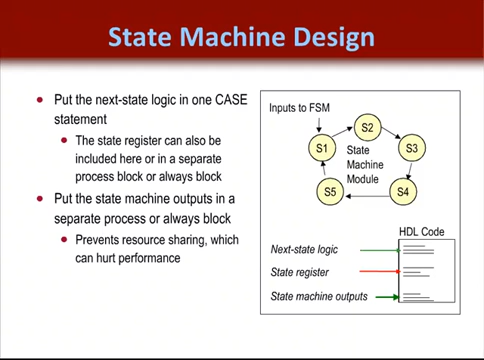 State Machine Design
Put the next-state logic in one CASE
statement
The state register can also be
included here or in a separate
process block or always block
Put the state machine outputs in a
separate process or always block
Prevents resource sharing, which
can hurt performance
Inputs to FSM
S2
S1
S3
State
Machine
Module
S5
S4
HDL Code
Next-state logic
State register
State machine outputs